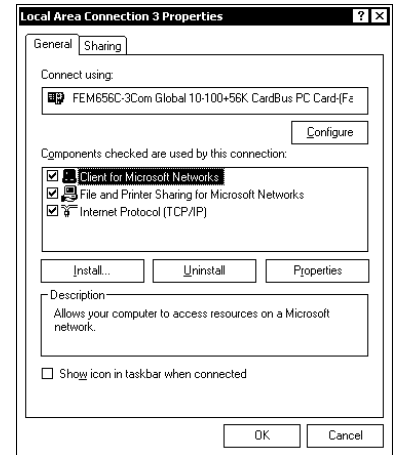 Local Area Connection 3 Properties
General Sharing
Connect using:
FEM656C-3Com Global 10-100+56K CardBus PC Card-(Fa
Configure
Components checked are used by this connection:
Client for Microsoft Networks
File and Printer Sharing for Microsoft Networks
Internet Protocol (TCP/IP)
Install... Uninstall Properties
Description
Allows your computer to access resources on a Microsoft
network.
Show icon in taskbar when connected
OK Cancel